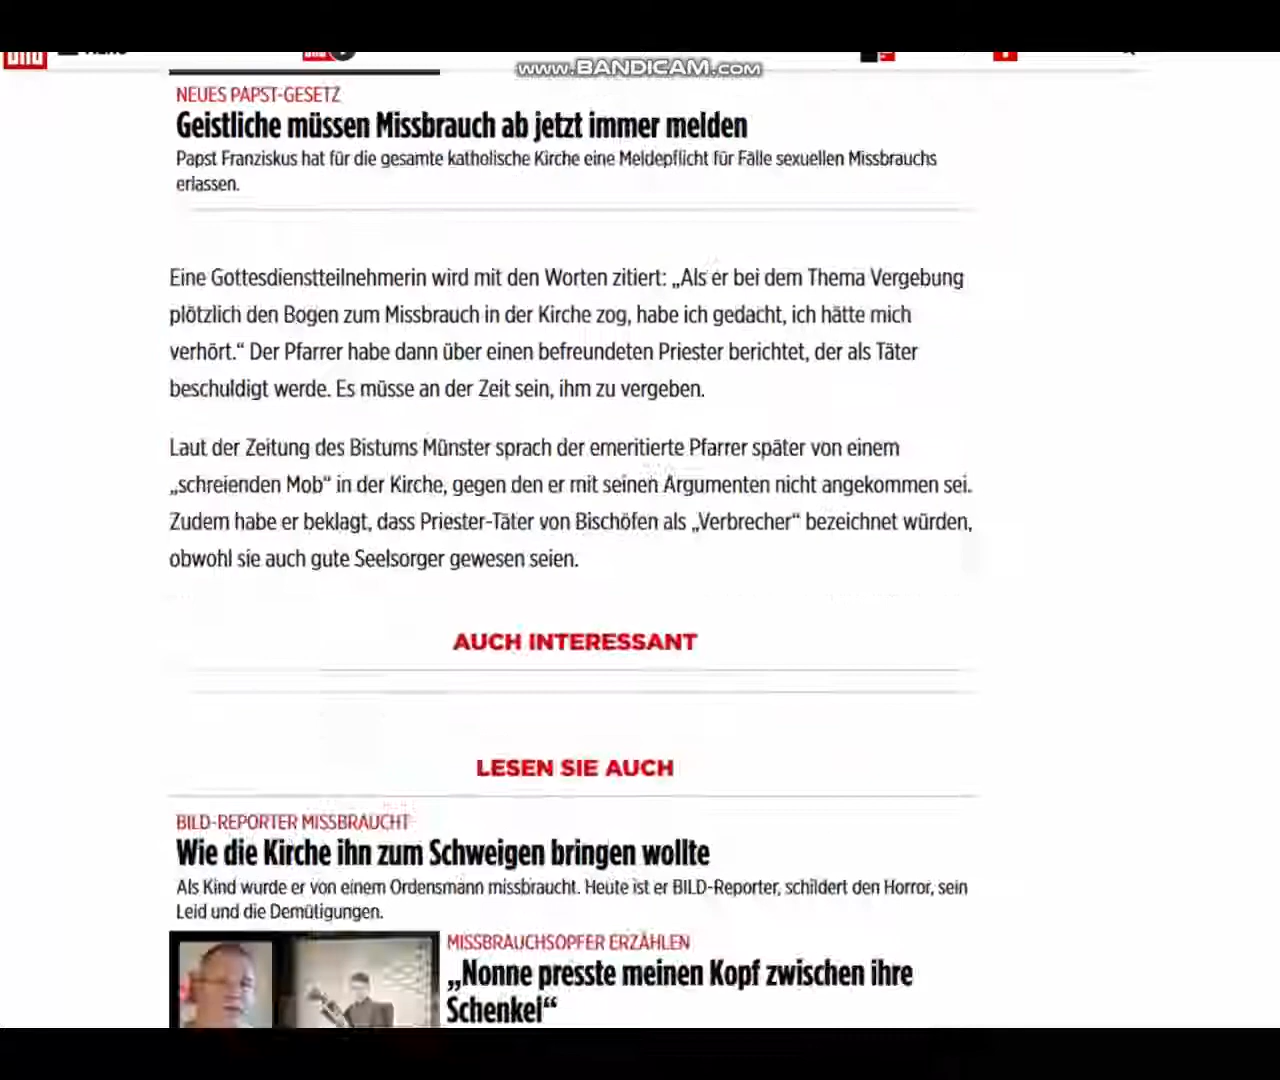 www.BANDICAM.com
NEUES PAPST-GESETZ
Geistliche müssen Missbrauch ab jetzt immer melden
Papst Franziskus hat für die gesamte katholische Kirche eine Meldepflicht für Fälle sexuellen Missbrauchs
erlassen.
Eine Gottesdienstteilnehmerin wird mit den Worten zitiert: „Als er bei dem Thema Vergebung
plötzlich den Bogen zum Missbrauch in der Kirche zog, habe ich gedacht, ich hätte mich
verhört.“ Der Pfarrer habe dann über einen befreundeten Priester berichtet, der als Täter
beschuldigt werde. Es müsse an der Zeit sein, ihm zu vergeben.
Laut der Zeitung des Bistums Münster sprach der emeritierte Pfarrer später von einem
„schreienden Mob“ in der Kirche, gegen den er mit seinen Argumenten nicht angekommen sei.
Zudem habe er beklagt, dass Priester-Täter von Bischöfen als „Verbrecher“ bezeichnet würden,
obwohl sie auch gute Seelsorger gewesen seien.
AUCH INTERESSANT
LESEN SIE AUCH
BILD-REPORTER MISSBRAUCHT
Wie die Kirche ihn zum Schweigen bringen wollte
Als Kind wurde er von einem Ordensmann missbraucht. Heute ist er BILD-Reporter, schildert den Horror, sein
Leid und die Demütigungen.
MISSBRAUCHSOPFER ERZÄHLEN
„Nonne presste meinen Kopf zwischen ihre
Schenkel“